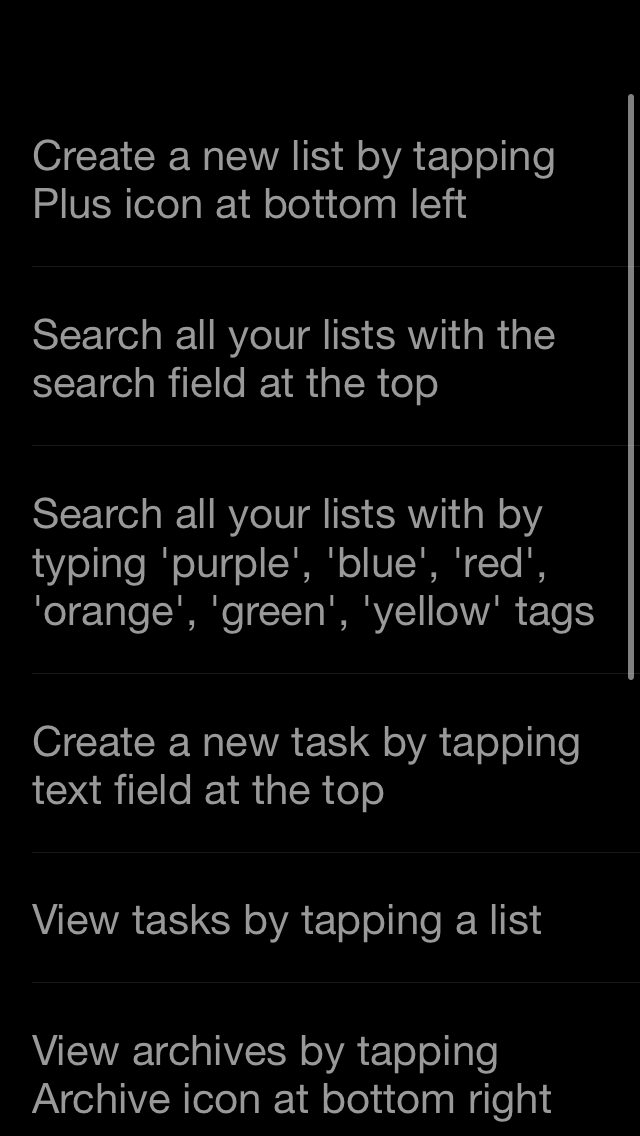 Create a new list by tapping
Plus icon at bottom left
Search all your lists with the
search field at the top
Search all your lists with by
typing 'purple', 'blue', 'red',
'orange', 'green', 'yellow' tags
Create a new task by tapping
text field at the top
View tasks by tapping a list
View archives by tapping
Archive icon at bottom right